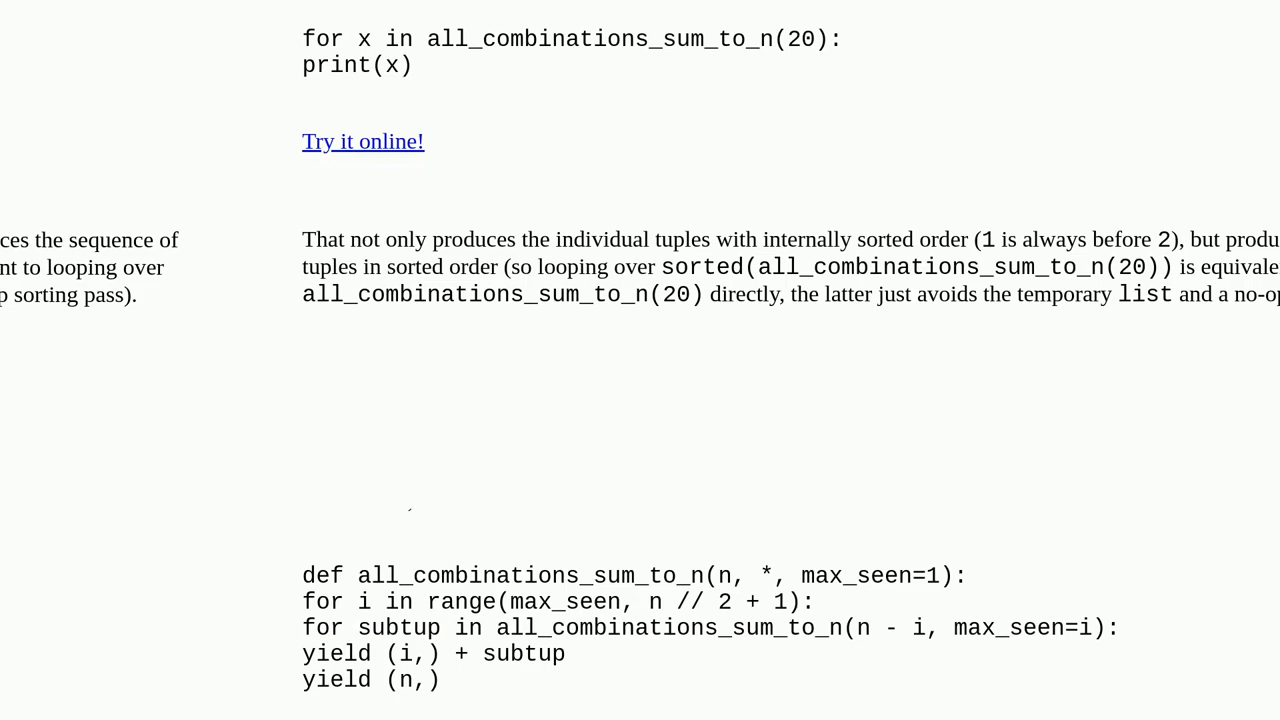 for x in all_combinations_sum_to_n(20):
print(x)
Try it online!
ces the sequence of
nt to looping over
p sorting pass).
That not only produces the individual tuples with internally sorted order (1 is always before 2), but produ
tuples in sorted order (so looping over sorted(all_combinations_sum_to_n(20)) is equivale
all_combinations_sum_to_n(20) directly, the latter just avoids the temporary list and a no-op
def all_combinations_sum_to_n(n, *, max_seen=1):
for i in range(max_seen, n // 2 + 1):
for subtup in all_combinations_sum_to_n(n - i, max_seen=i):
yield (i,) + subtup
yield (n,)